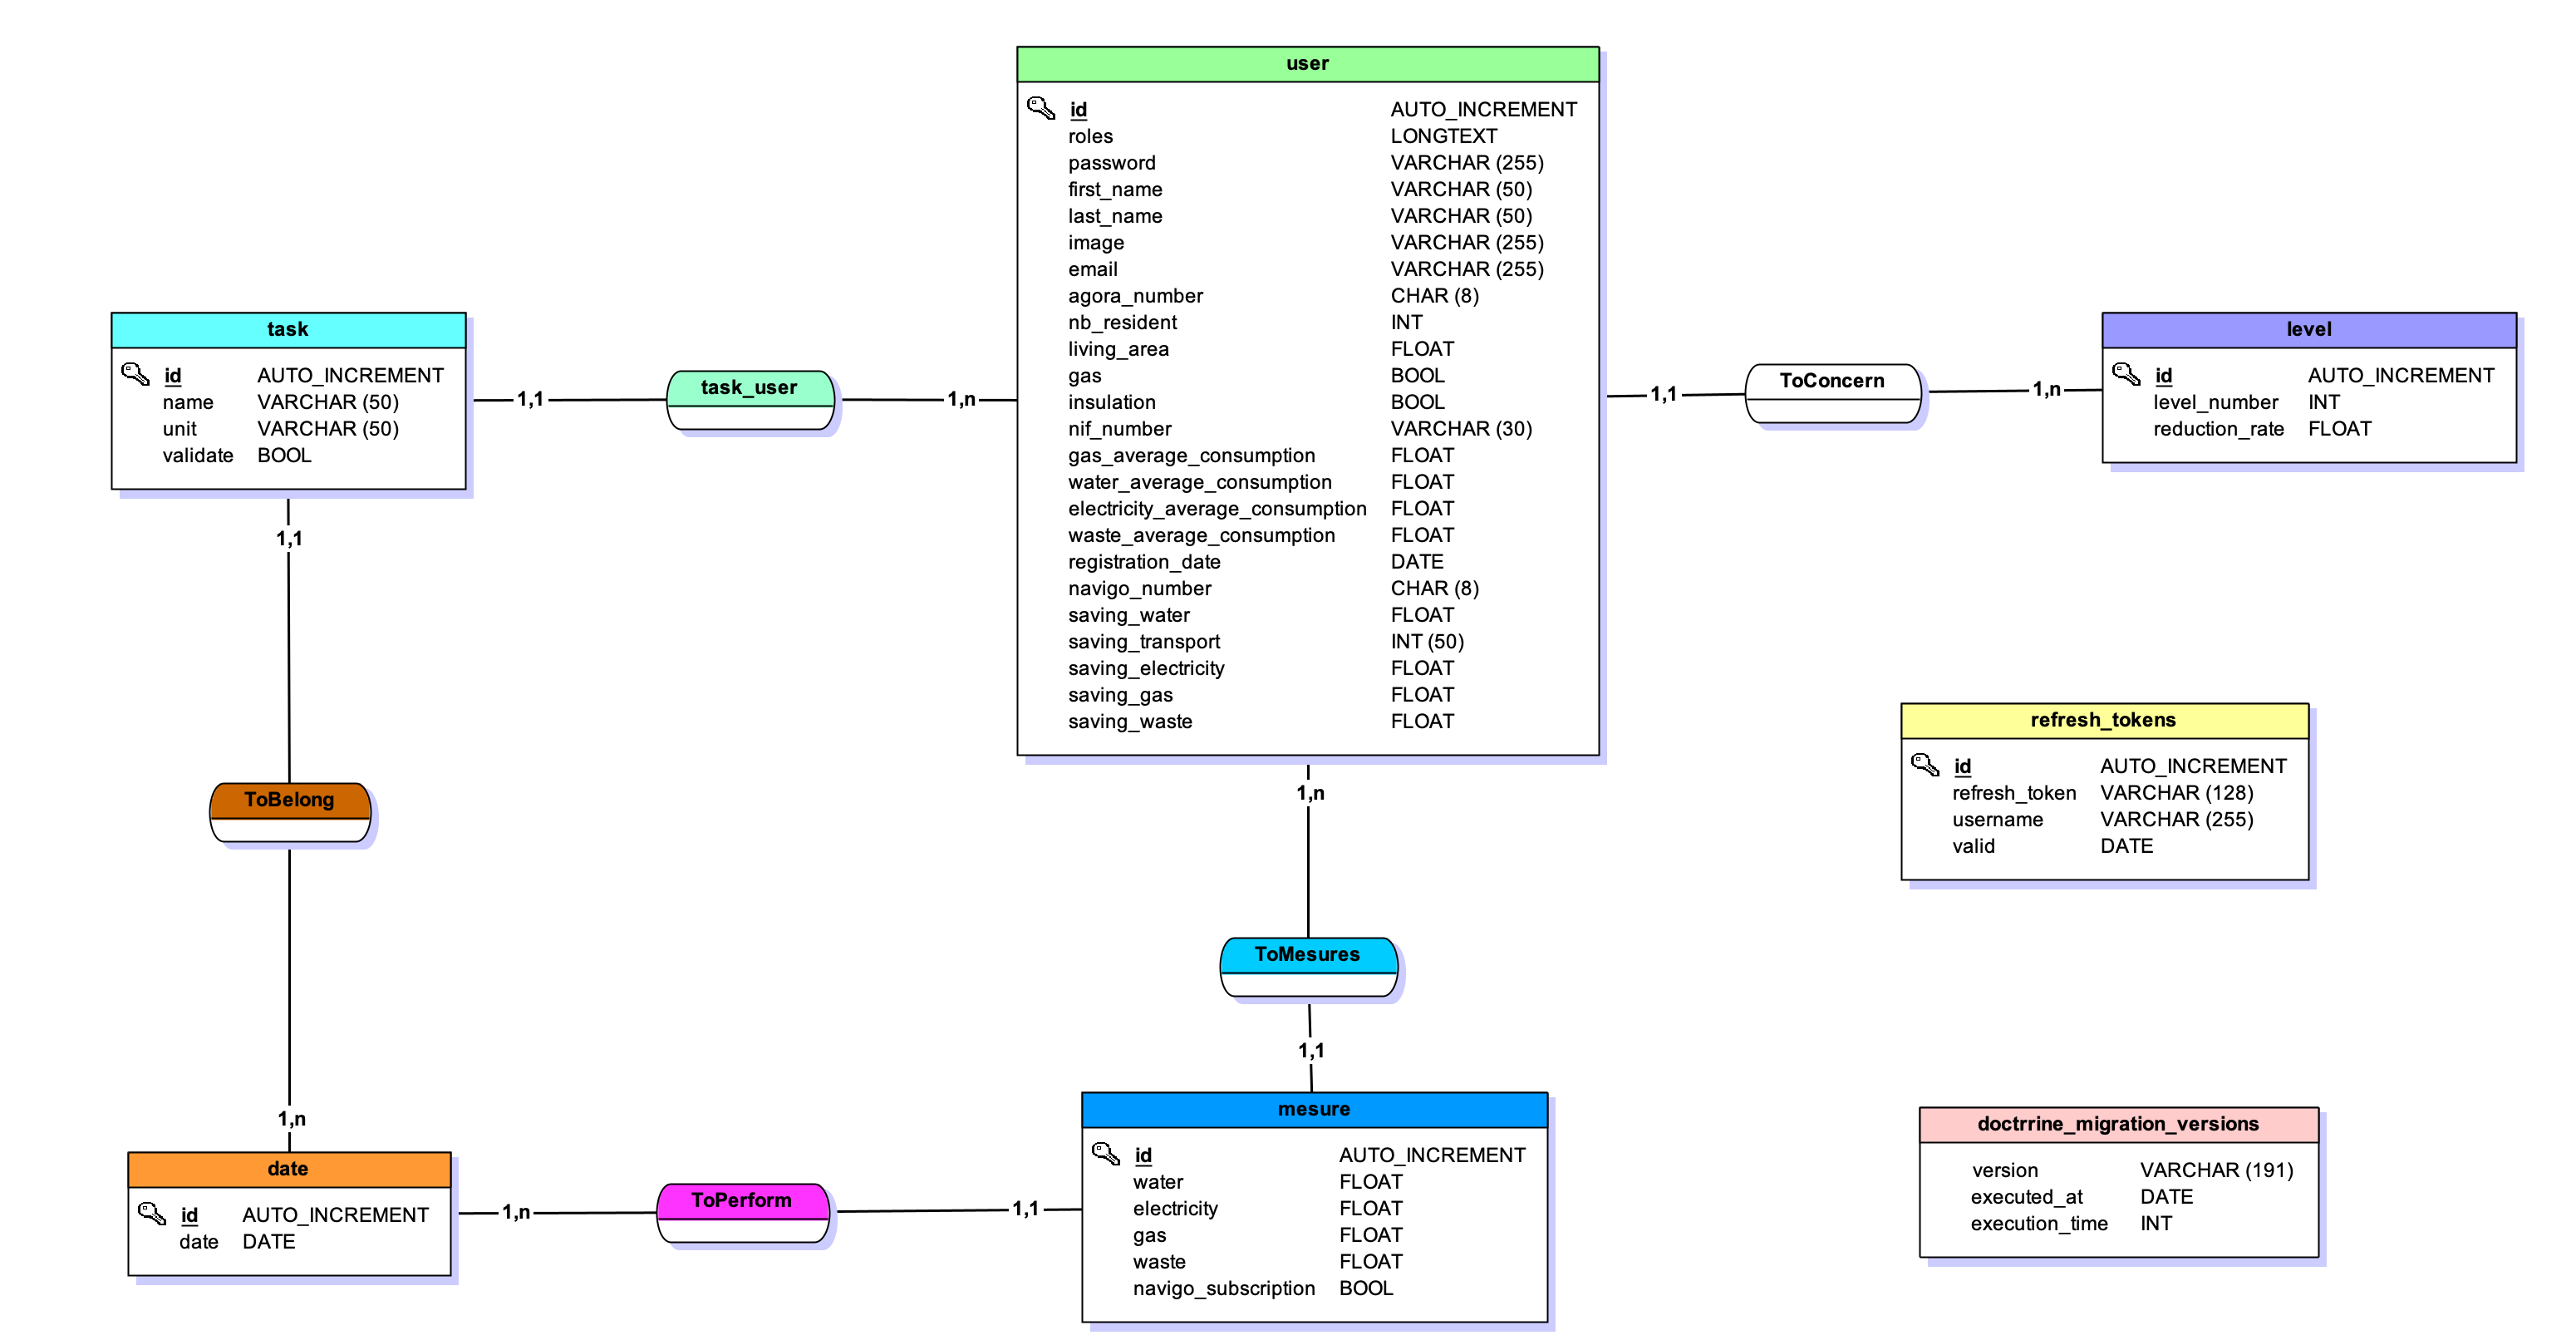 user
id AUTO_INCREMENT
roles LONGTEXT
password VARCHAR (255)
first_name VARCHAR (50)
last_name VARCHAR (50)
image VARCHAR (255)
email VARCHAR (255)
agora_number CHAR (8)
nb_resident INT
living_area FLOAT
gas BOOL
insulation BOOL
nif_number VARCHAR (30)
gas_average_consumption FLOAT
water_average_consumption FLOAT
electricity_average_consumption FLOAT
waste_average_consumption FLOAT
registration_date DATE
navigo_number CHAR (8)
saving_water FLOAT
saving_transport INT (50)
saving_electricity FLOAT
saving_gas FLOAT
saving_waste FLOAT
task
id AUTO_INCREMENT
name VARCHAR (50)
unit VARCHAR (50)
validate BOOL
1,1
task_user
1,n
1,1
ToConcern
1,n
level
id AUTO_INCREMENT
level_number INT
reduction_rate FLOAT
1,1
ToBelong
1,n
1,n
ToMesures
1,1
refresh_tokens
id AUTO_INCREMENT
refresh_token VARCHAR (128)
username VARCHAR (255)
valid DATE
date
id AUTO_INCREMENT
date DATE
1,n
ToPerform
1,1
mesure
id AUTO_INCREMENT
water FLOAT
electricity FLOAT
gas FLOAT
waste FLOAT
navigo_subscription BOOL
doctrrine_migration_versions
version VARCHAR (191)
executed_at DATE
execution_time INT